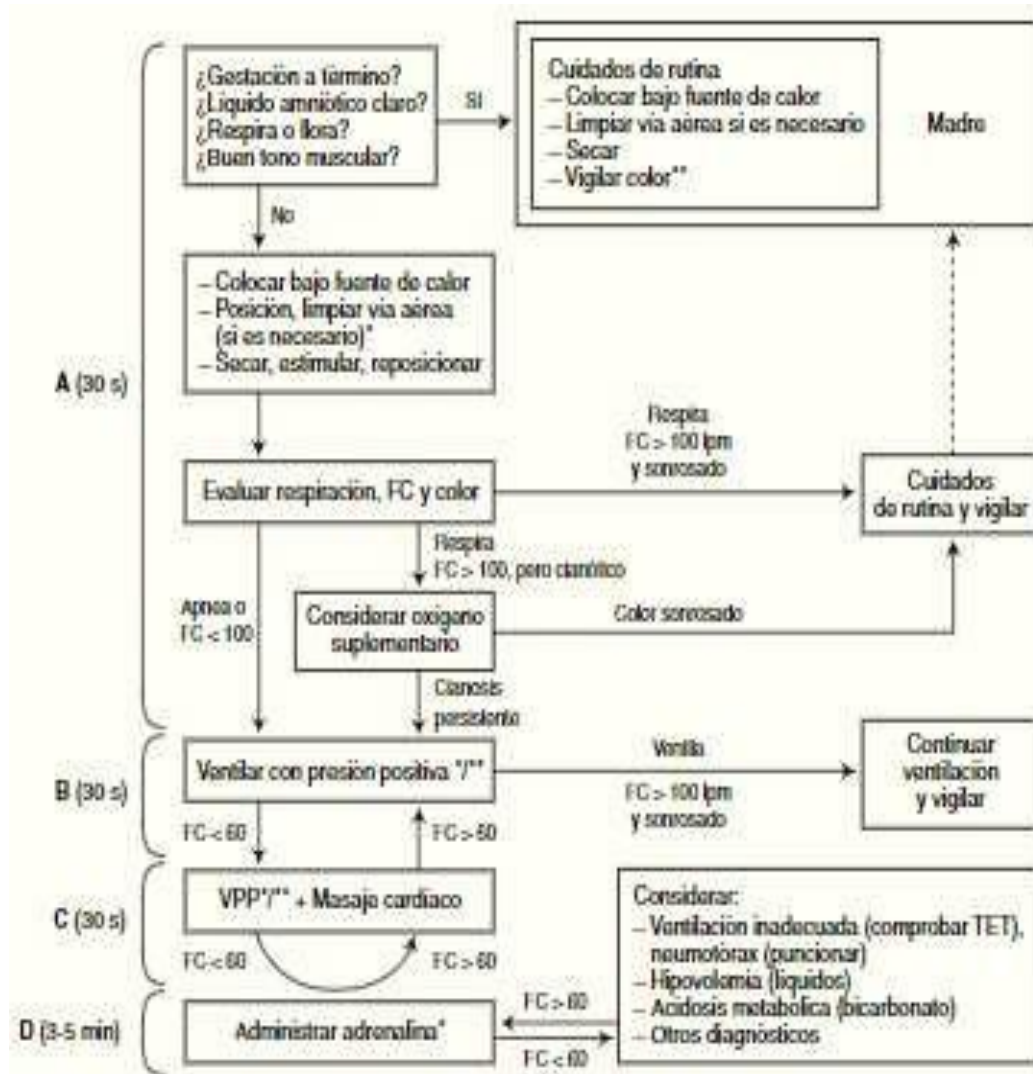 ¿Gestación a término?
¿Líquido amniótico claro?
¿Respira o llora?
¿Buen tono muscular?
SI
Cuidados de rutina
– Colocar bajo fuente de calor
– Limpiar vía aérea si es necesario
– Secar
– Vigilar color**
Madre
No
– Colocar bajo fuente de calor
– Posición, limpiar vía aérea
(si es necesario)*
– Secar, estimular, reposicionar
A (30 s)
Evaluar respiración, FC y color
Respira
FC > 100 lpm
y sonrosado
Cuidados
de rutina y vigilar
Respira
FC > 100, pero cianótico
Apnea o
FC < 100
Considerar oxígeno
suplementario
Color sonrosado
Cianosis
persistente
B (30 s)
Ventilar con presión positiva */**
Ventila
FC > 100 lpm
y sonrosado
Continuar
ventilación
y vigilar
FC < 60
FC > 60
C (30 s)
VPP*/** + Masaje cardíaco
FC < 60
FC > 60
D (3-5 min)
Administrar adrenalina*
FC > 60
FC < 60
Considerar:
– Ventilación inadecuada (comprobar TET),
neumotórax (puncionar)
– Hipovolemia (líquidos)
– Acidosis metabólica (bicarbonato)
– Otros diagnósticos